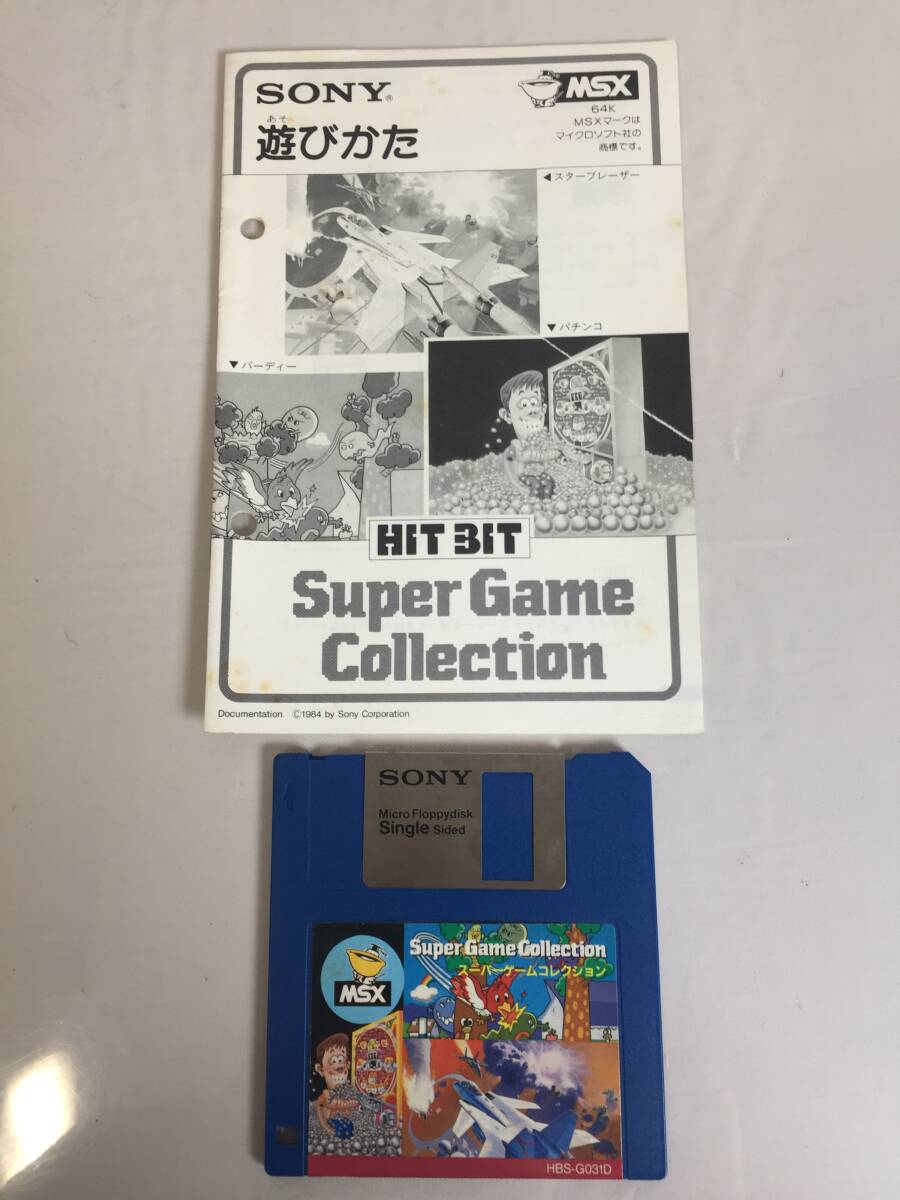 SONY®
あそ
遊びかた
MSX
64K
MSXマークは
マイクロソフト社の
商標です。
◀スターブレーザー
▼パチンコ
▼バーディー
HIT BIT
Super Game
Collection
Documentation ©1984 by Sony Corporation
SONY
Micro Floppydisk
Single Sided
Super Game Collection
スーパーゲームコレクション
MSX
HBS-G031D